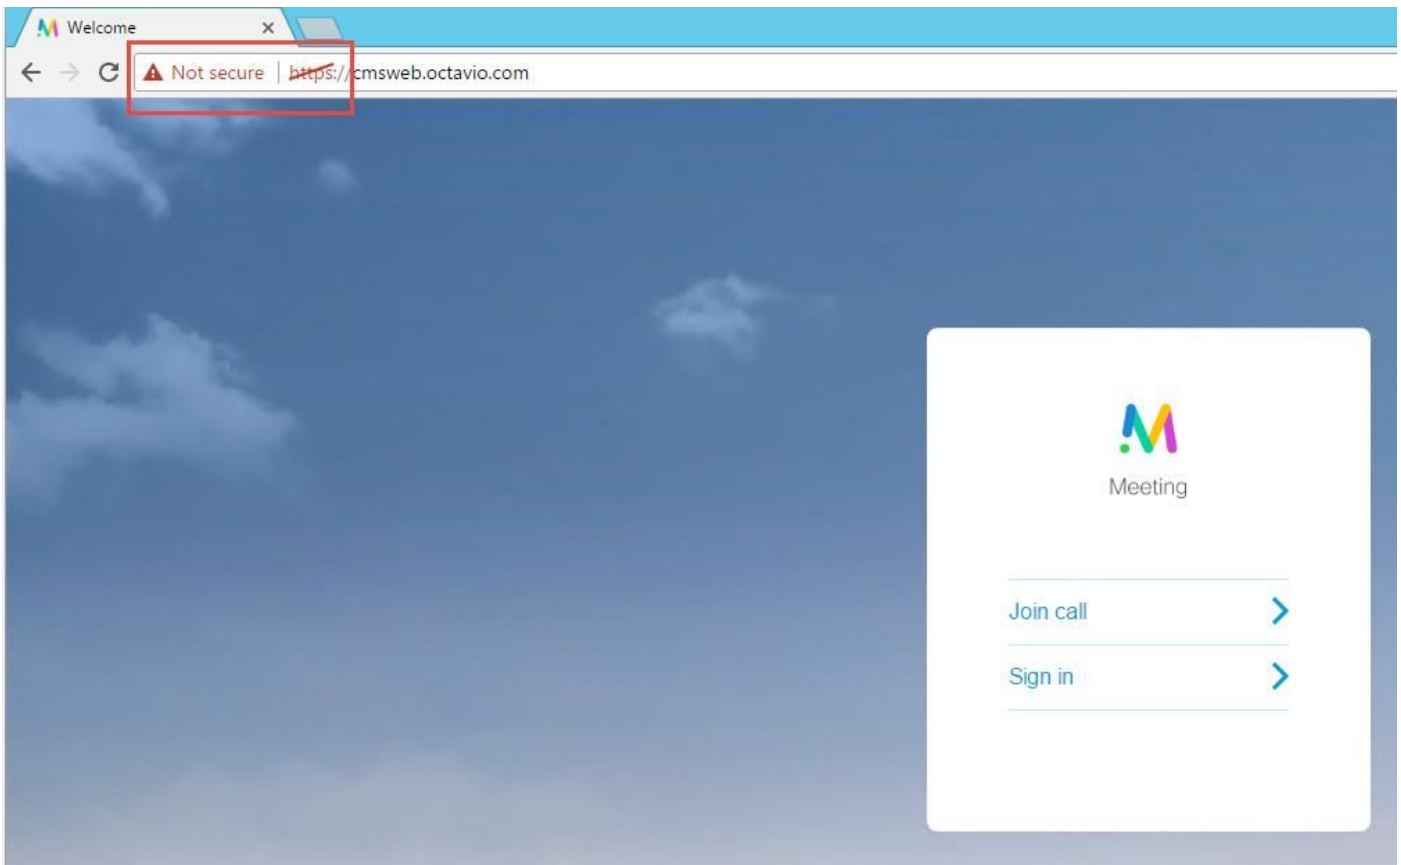 Welcome
Not secure | https://cmsweb.octavio.com
Meeting
Join call
Sign in